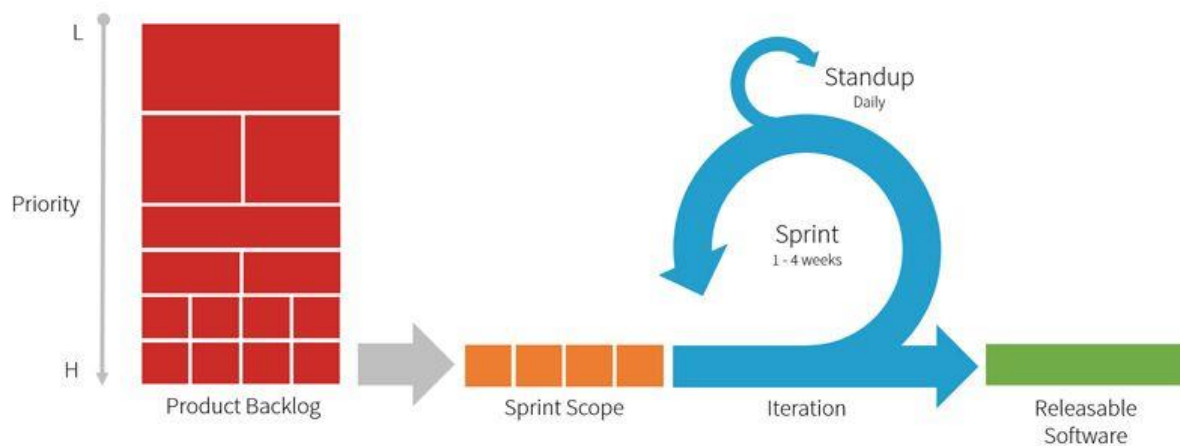 L
Priority
H
Product Backlog
Sprint Scope
Standup
Daily
Sprint
1 - 4 weeks
Iteration
Releasable
Software